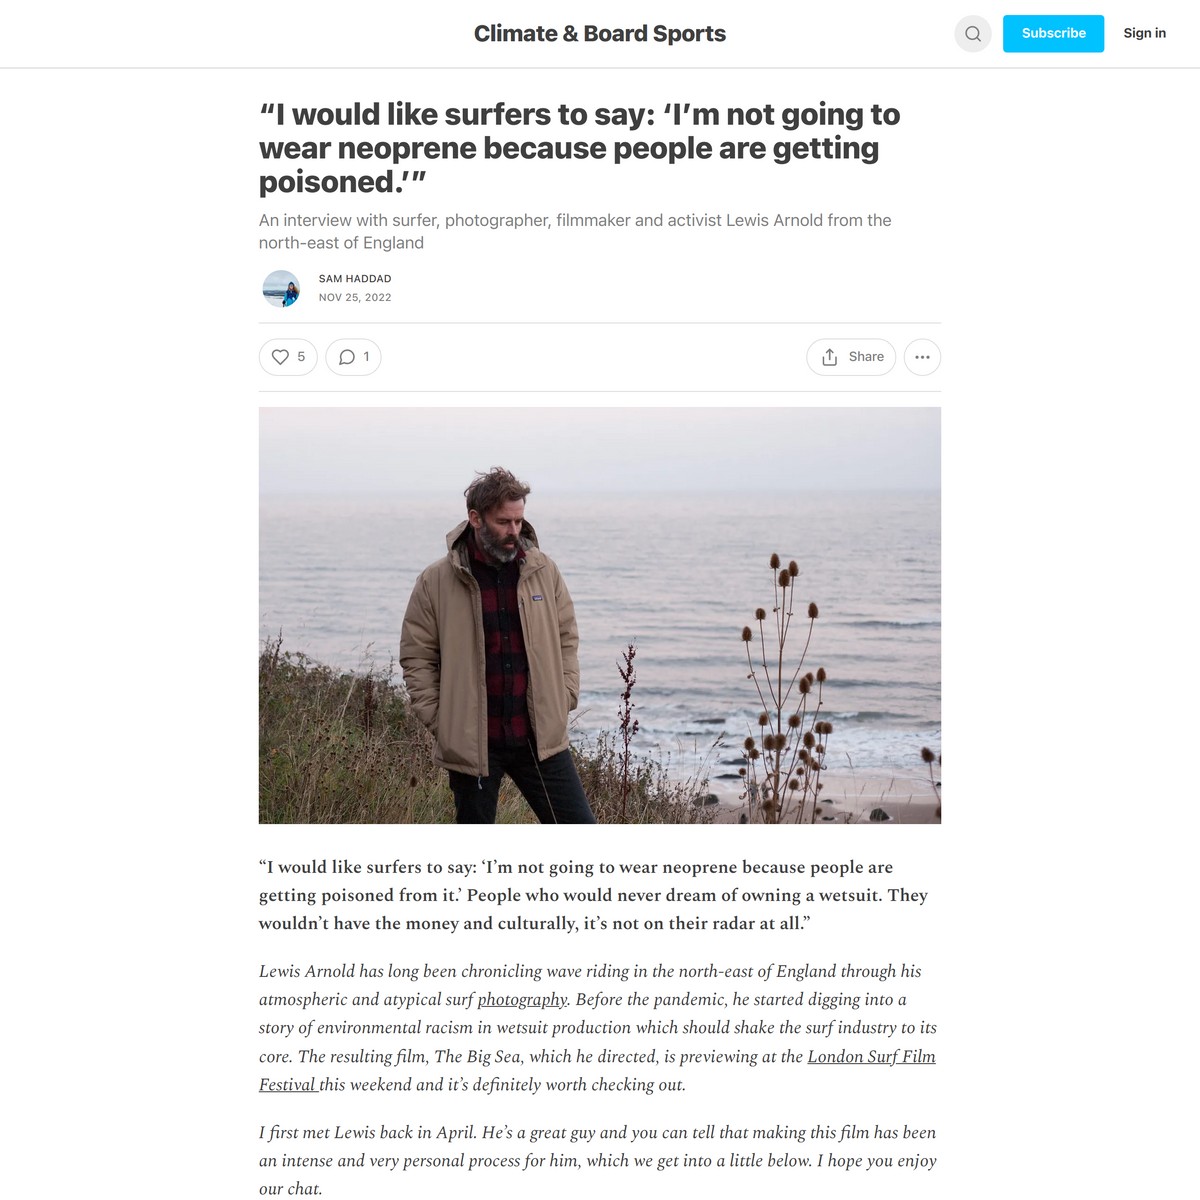 Climate & Board Sports
Subscribe
Sign in
“I would like surfers to say: ‘I’m not going to
wear neoprene because people are getting
poisoned.’”
An interview with surfer, photographer, filmmaker and activist Lewis Arnold from the
north-east of England
SAM HADDAD
NOV 25, 2022
5
1
Share
“I would like surfers to say: ‘I’m not going to wear neoprene because people are
getting poisoned from it.’ People who would never dream of owning a wetsuit. They
wouldn’t have the money and culturally, it’s not on their radar at all.”
Lewis Arnold has long been chronicling wave riding in the north-east of England through his
atmospheric and atypical surf photography. Before the pandemic, he started digging into a
story of environmental racism in wetsuit production which should shake the surf industry to its
core. The resulting film, The Big Sea, which he directed, is previewing at the London Surf Film
Festival this weekend and it’s definitely worth checking out.
I first met Lewis back in April. He’s a great guy and you can tell that making this film has been
an intense and very personal process for him, which we get into a little below. I hope you enjoy
our chat.